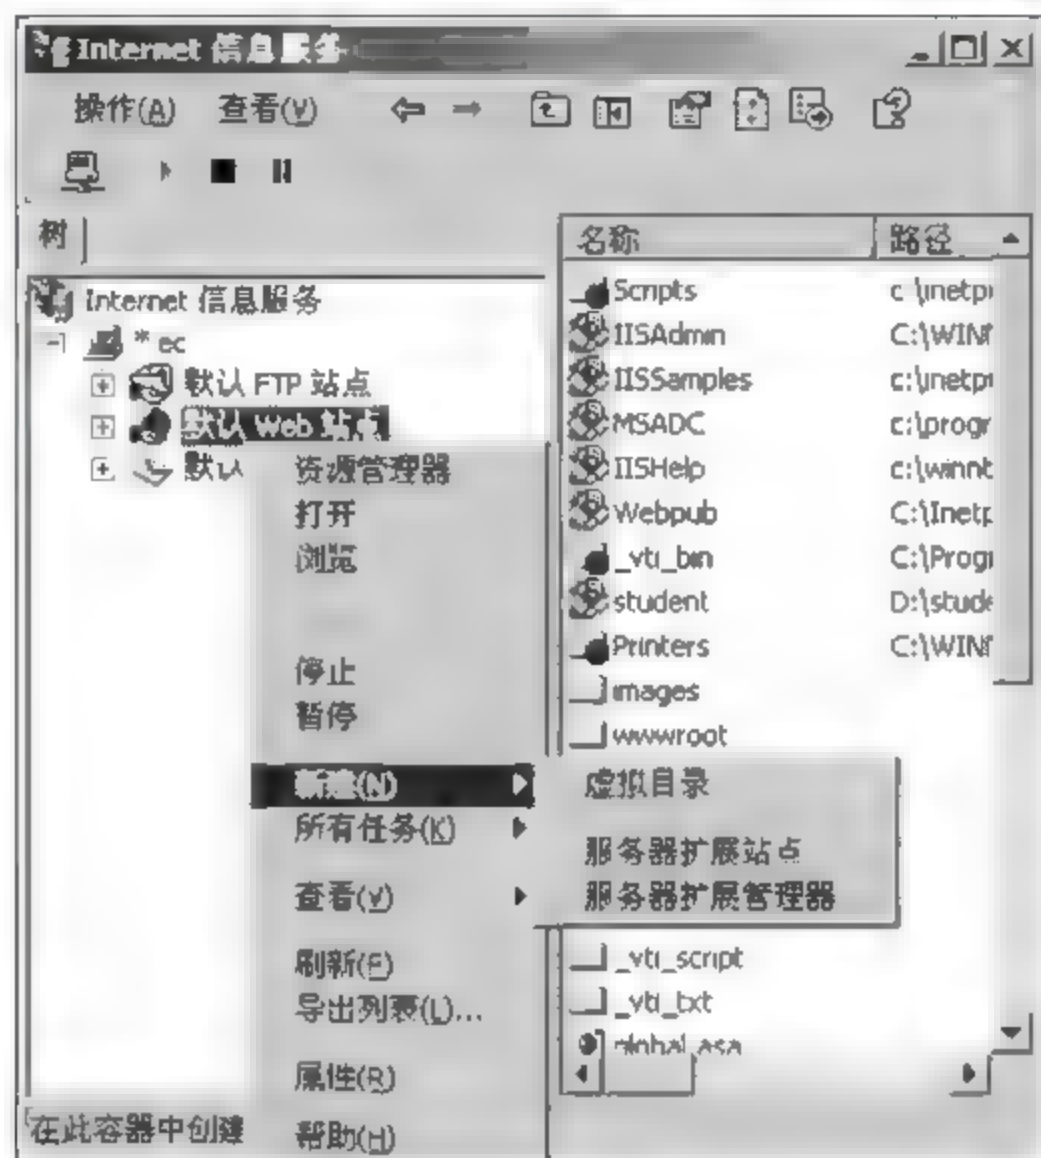 Internet 信息服务
操作(A) 查看(V)
树
名称 路径
Internet 信息服务
* ec
默认 FTP 站点
默认 Web 站点
默认
Scripts c:\inetp
IISAdmin C:\WIN
IISSamples c:\inetp
MSADC c:\progr
IISHelp c:\winnt
Webpub C:\Inetp
_vti_bin C:\Progr
student D:\stude
Printers C:\WIN
images
wwwroot
_vti_script
_vti_txt
global.asa
资源管理器
打开
浏览
停止
暂停
新建(N)
所有任务(K)
查看(V)
刷新(F)
导出列表(L)...
属性(R)
帮助(H)
虚拟目录
服务器扩展站点
服务器扩展管理器
在此容器中创建